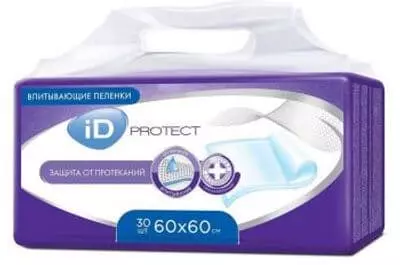 ВПИТЫВАЮЩИЕ ПЕЛЕНКИ
iD PROTECT
ЗАЩИТА ОТ ПРОТЕКАНИЙ
30 ШТ 60x60 СМ